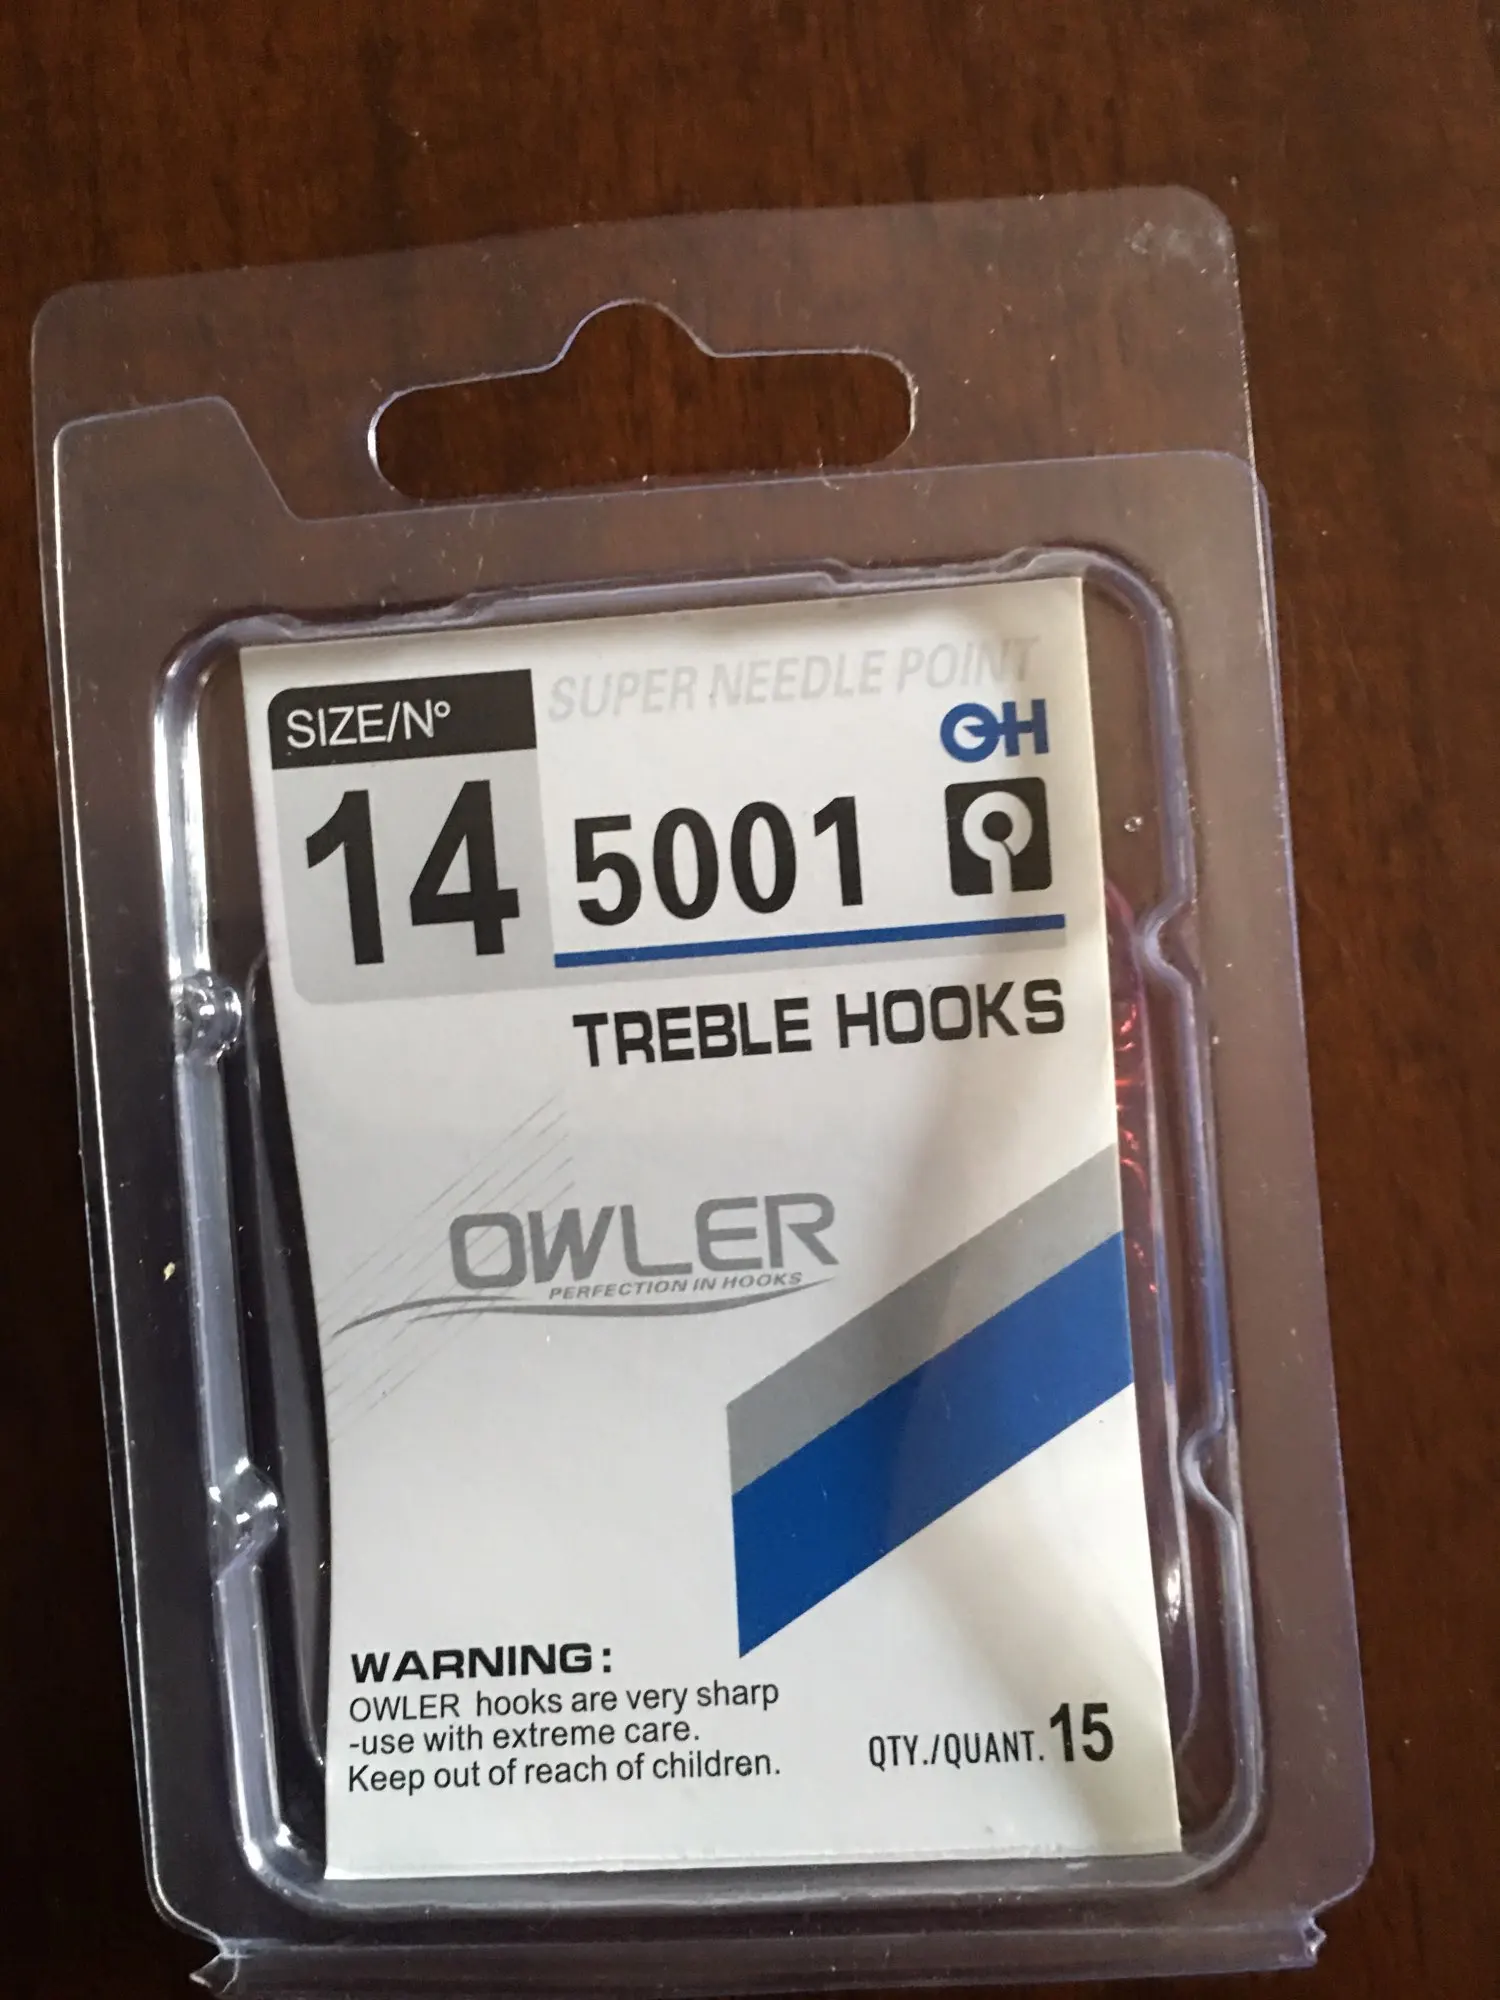 SUPER NEEDLE POINT
SIZE/Nº
OH
14
5001
TREBLE HOOKS
OWLER
PERFECTION IN HOOKS
WARNING:
OWLER hooks are very sharp
-use with extreme care.
Keep out of reach of children.
QTY./QUANT. 15